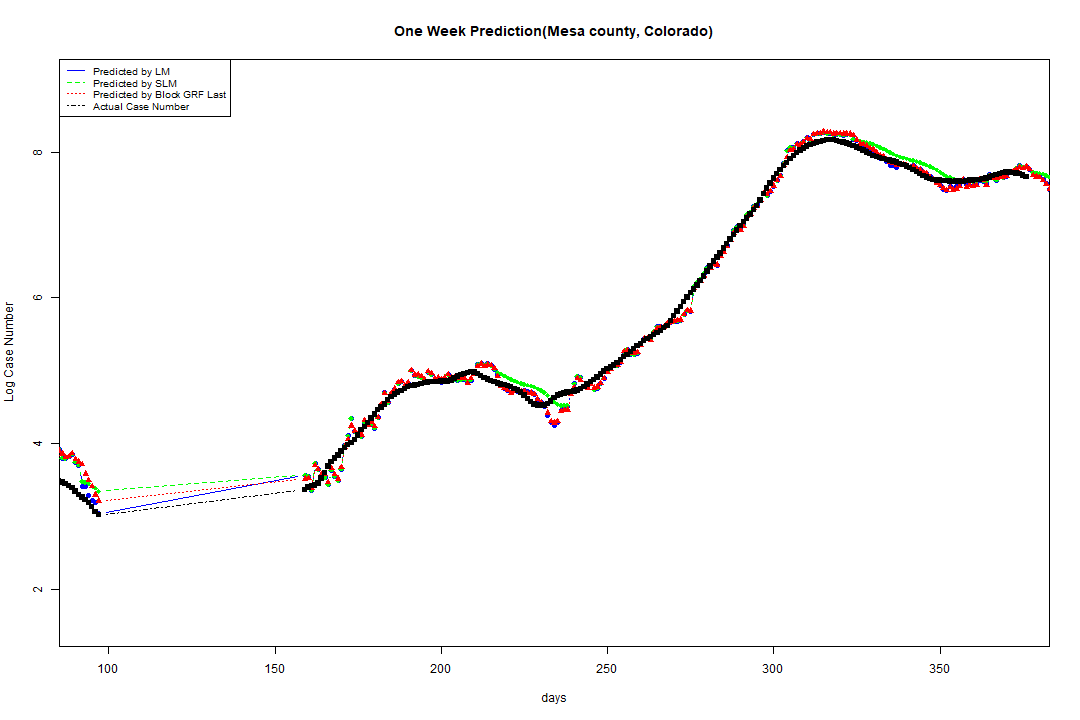 One Week Prediction(Mesa county, Colorado)
Predicted by LM
Predicted by SLM
Predicted by Block GRF Last
Actual Case Number
8
6
4
2
Log Case Number
100 150 200 250 300 350
days